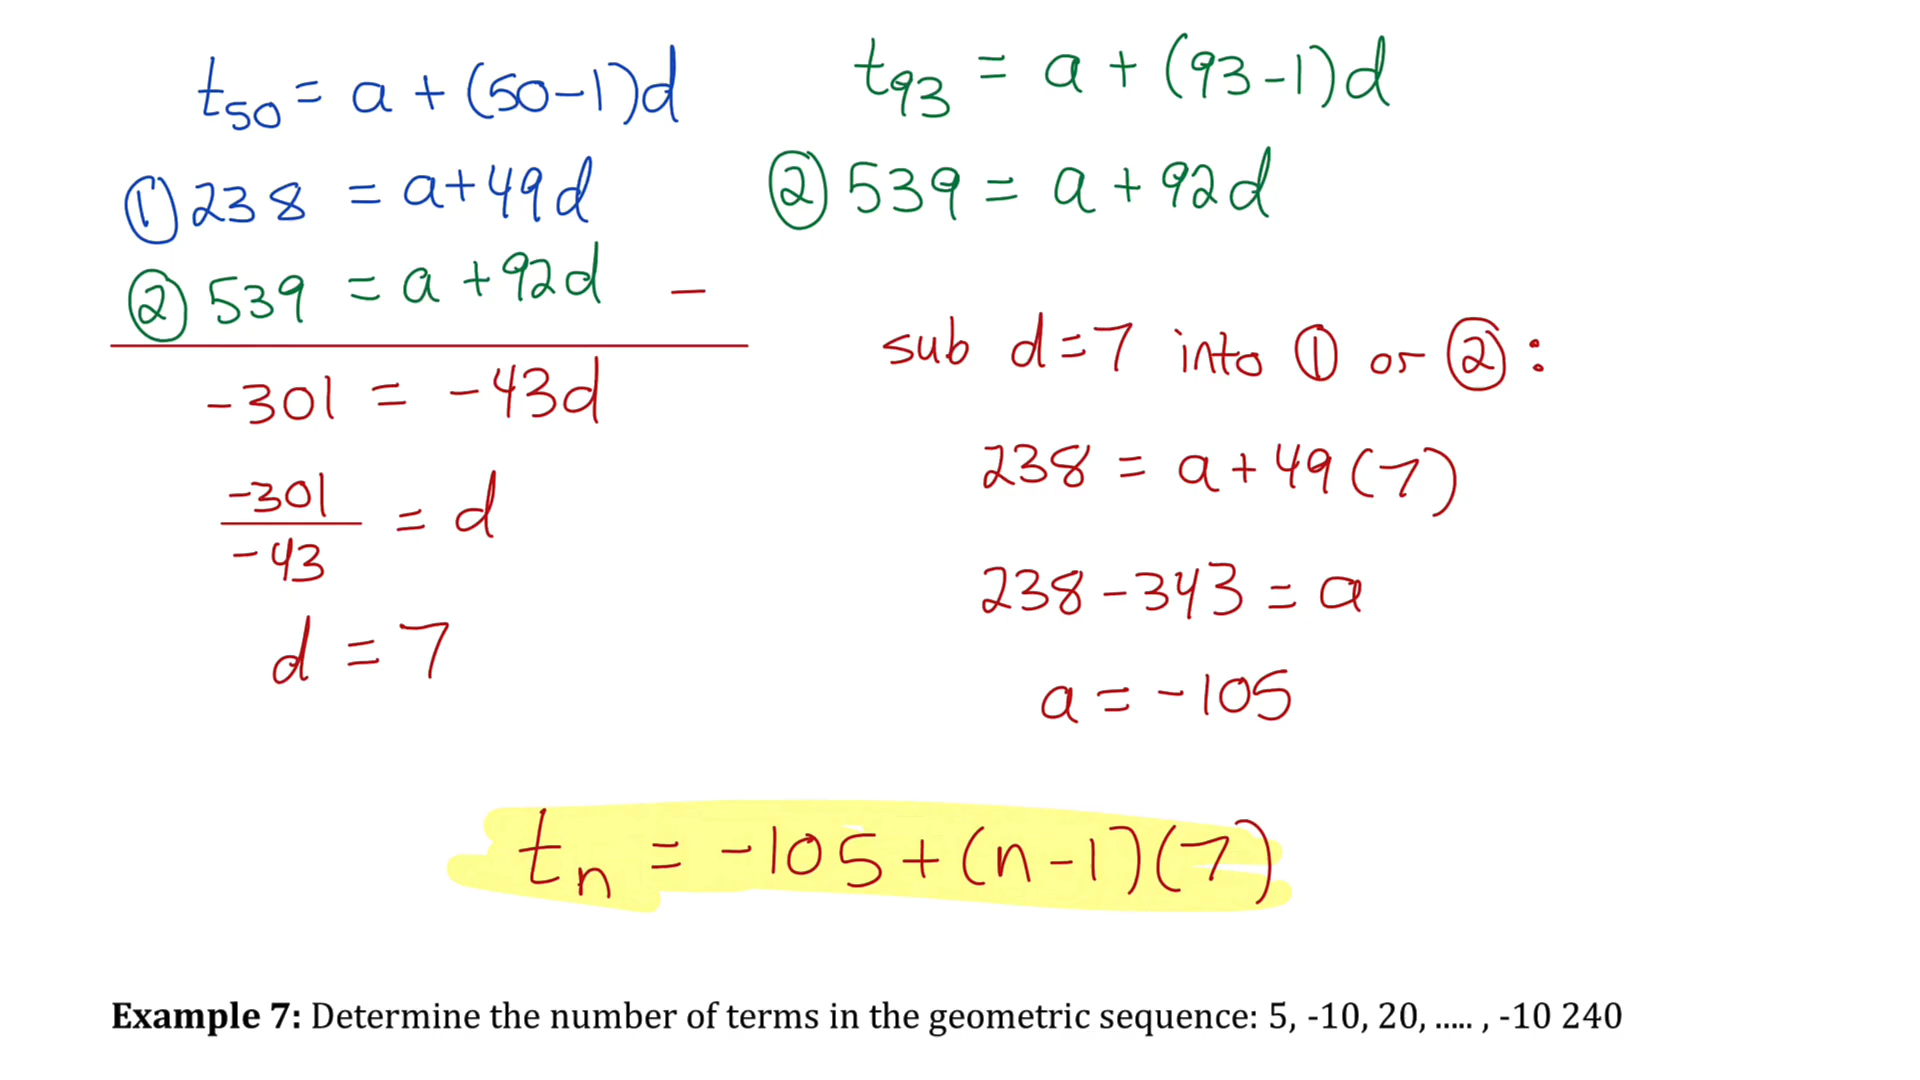 t₅₀ = a + (50-1)d
① 238 = a+49d
② 539 = a+92d -
-301 = -43d
-301/-43 = d
d = 7
t₉₃ = a + (93-1)d
② 539 = a+92d
sub d=7 into ① or ②:
238 = a+49(7)
238-343 = a
a = -105
tₙ = -105+(n-1)(7)
Example 7: Determine the number of terms in the geometric sequence: 5, -10, 20, ..... , -10 240